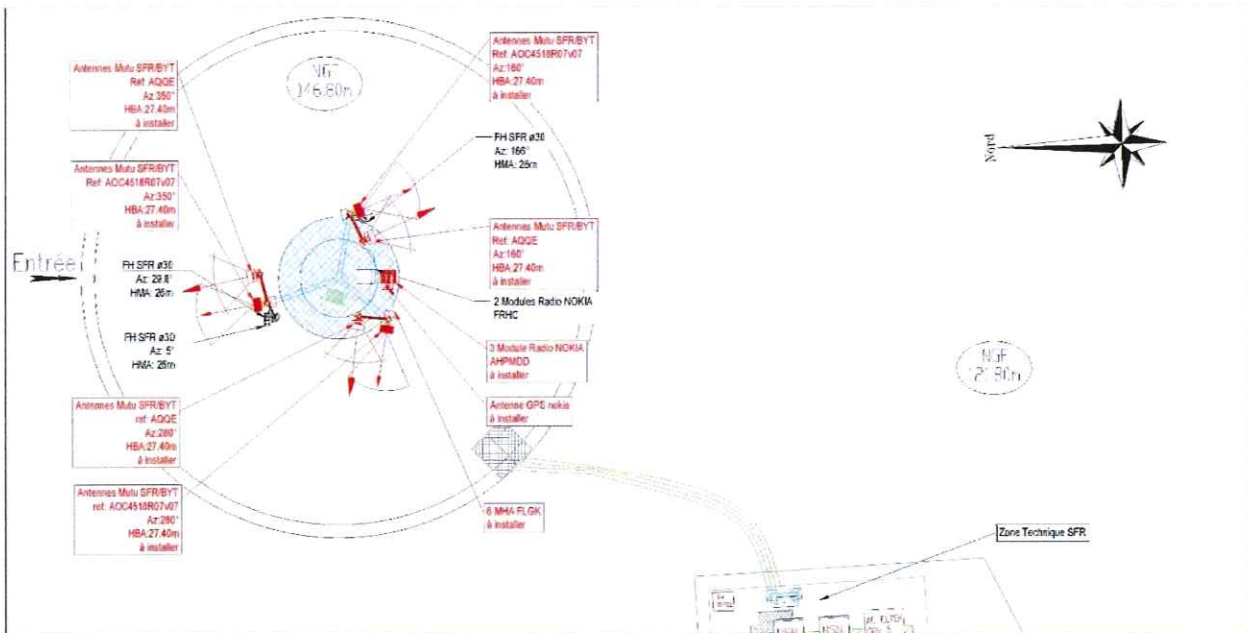 Antennes Mutu SFR/BYT
Ref: AQQE
Az:350°
HBA:27.40m
à installer
NGF
146.80m
Antennes Mutu SFR/BYT
Ref: AOC4518R07v07
Az:160°
HBA:27.40m
à installer
FH SFR ø30
Az: 166°
HMA: 26m
Nord
Antennes Mutu SFR/BYT
Ref: AOC4518R07v07
Az:350°
HBA:27.40m
à installer
Antennes Mutu SFR/BYT
Ref: AQQE
Az:160°
HBA:27.40m
à installer
Entrée
FH SFR ø30
HMA: 26m
FH SFR ø30
Az: 5°
HMA: 26m
2 Modules Radio NOKIA
FRHC
3 Module Radio NOKIA
AHPMDD
à installer
NGF
Antenne GPS nokia
à installer
Antennes Mutu SFR/BYT
ref: AQQE
Az:280°
HBA:27.40m
à installer
Antennes Mutu SFR/BYT
ref: AOC4518R07v07
Az:280°
HBA:27.40m
à installer
6 MHA FLGK
à installer
Zone Technique SFR